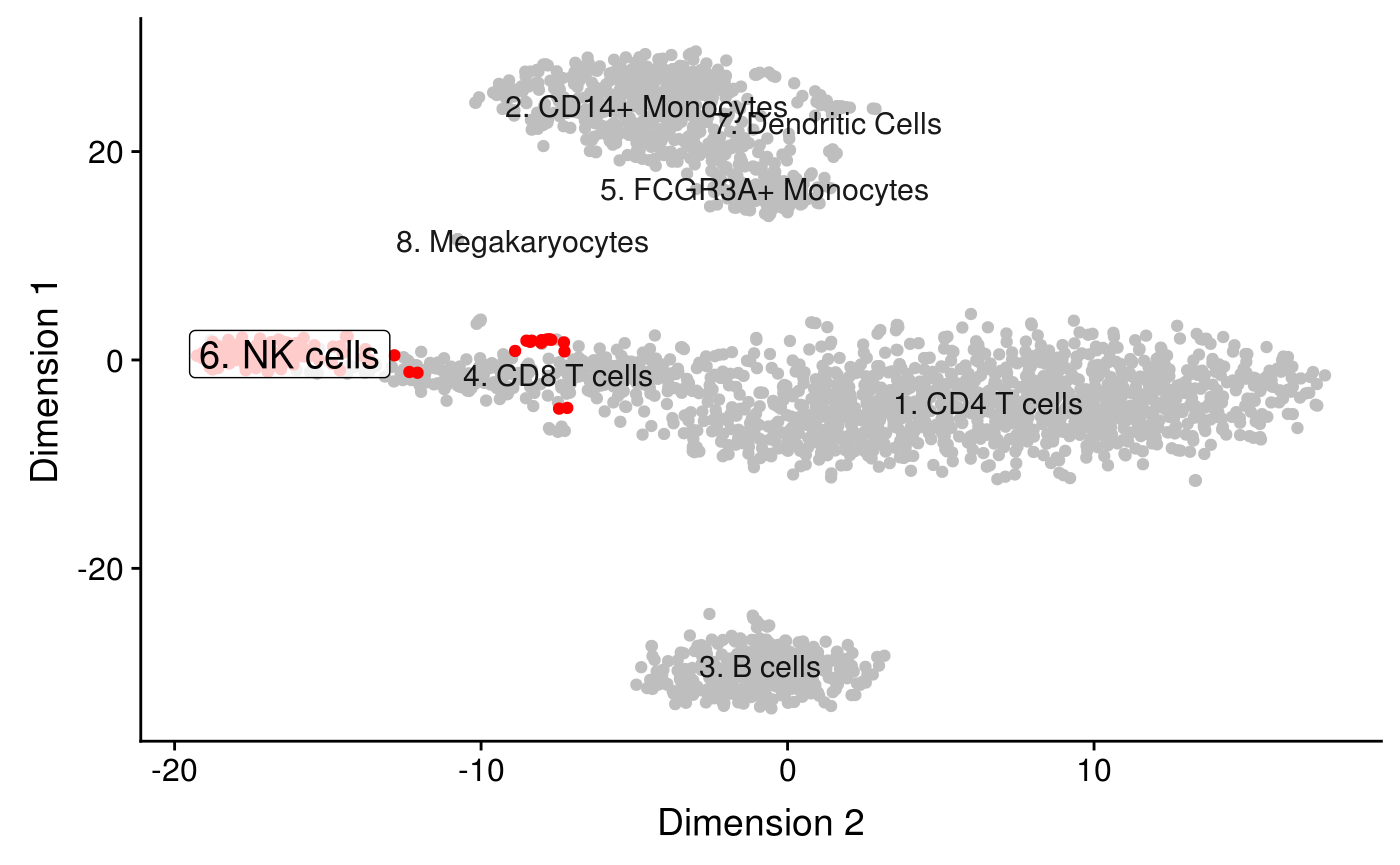 2. CD14+ Monocytes
7. Dendritic Cells
20
5. FCGR3A+ Monocytes
8. Megakaryocytes
Dimension 1
0
6. NK cells
4. CD8 T cells
1. CD4 T cells
-20
3. B cells
-20
-10
0
10
Dimension 2